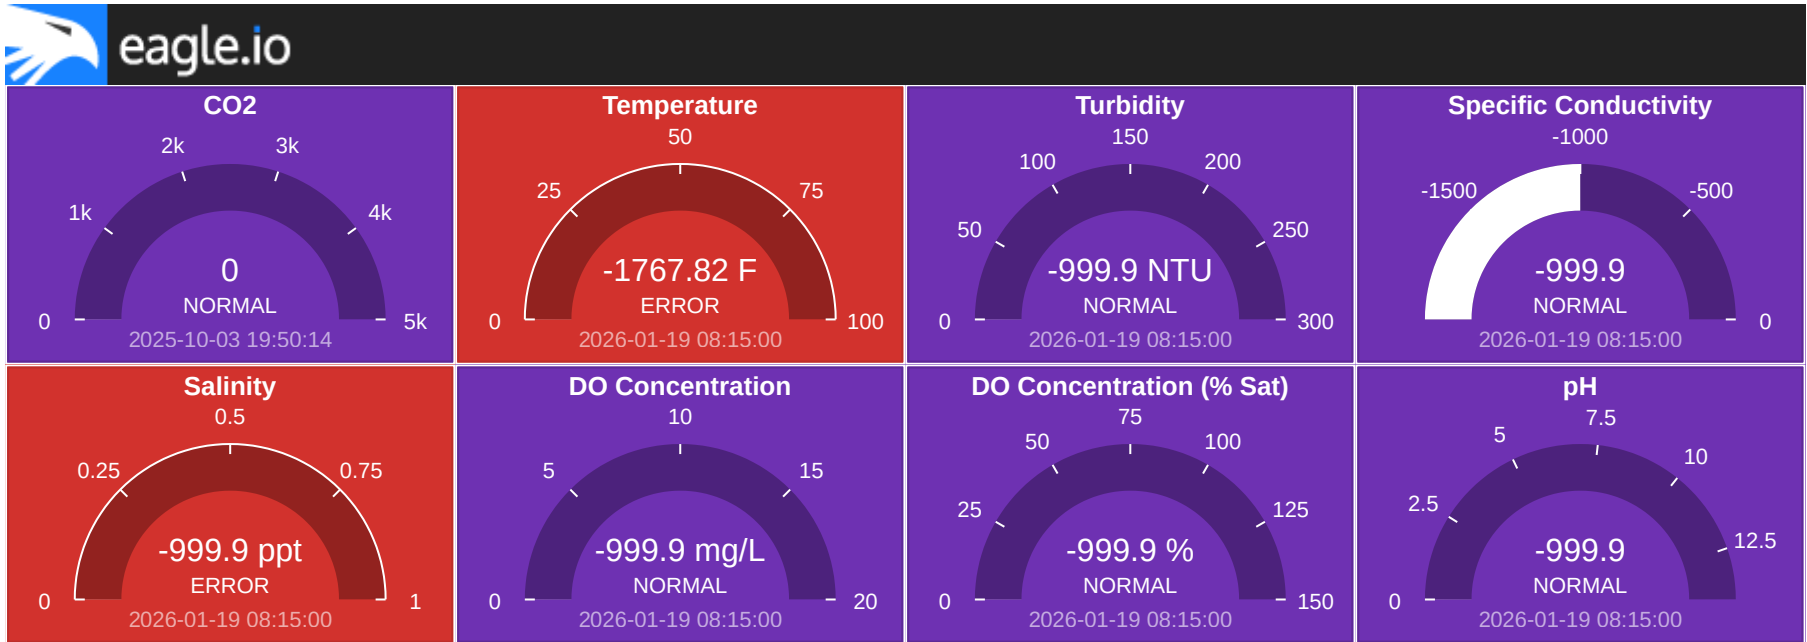 eagle.io
CO2
2k
3k
1k
4k
0
NORMAL
0
5k
2025-10-03 19:50:14
Temperature
50
25
75
-1767.82 F
ERROR
0
100
2026-01-19 08:15:00
Turbidity
150
100
200
50
250
-999.9 NTU
NORMAL
0
300
2026-01-19 08:15:00
Specific Conductivity
-1000
-1500
-500
-999.9
NORMAL
0
2026-01-19 08:15:00
Salinity
0.5
0.25
0.75
-999.9 ppt
ERROR
0
1
2026-01-19 08:15:00
DO Concentration
10
5
15
-999.9 mg/L
NORMAL
0
20
2026-01-19 08:15:00
DO Concentration (% Sat)
75
50
100
25
125
-999.9 %
NORMAL
0
150
2026-01-19 08:15:00
pH
7.5
5
10
2.5
12.5
-999.9
NORMAL
0
2026-01-19 08:15:00